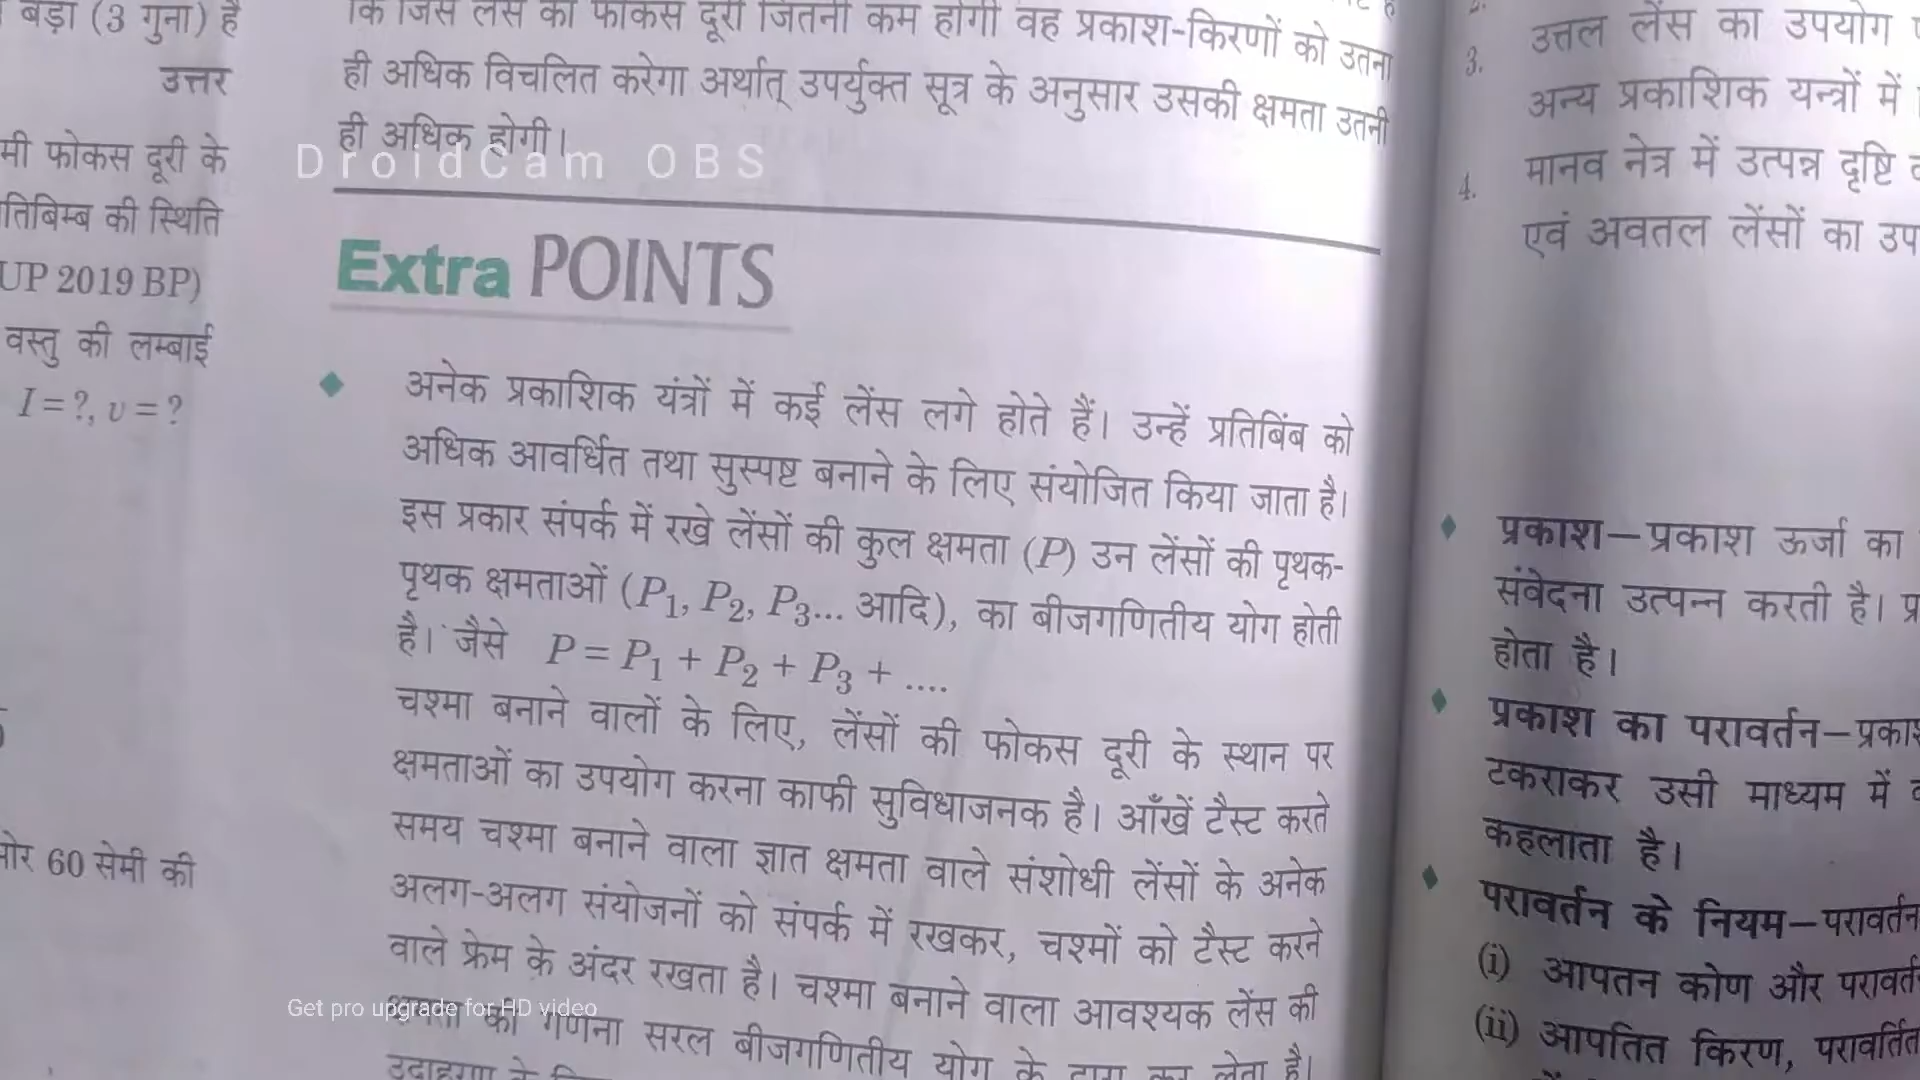 बड़ा (3 गुना) है
उत्तर
मी फोकस दूरी के
तिबिम्ब की स्थिति
UP 2019 BP)
वस्तु की लम्बाई
I = ?, υ = ?
60 सेमी की
कि जिस लेंस की फोकस दूरी जितनी कम होगी वह प्रकाश-किरणों को उतना
ही अधिक विचलित करेगा अर्थात् उपर्युक्त सूत्र के अनुसार उसकी क्षमता उतनी
ही अधिक होगी।
DroidCam OBS
Extra POINTS
अनेक प्रकाशिक यंत्रों में कई लेंस लगे होते हैं। उन्हें प्रतिबिंब को
अधिक आवर्धित तथा सुस्पष्ट बनाने के लिए संयोजित किया जाता है।
इस प्रकार संपर्क में रखे लेंसों की कुल क्षमता (P) उन लेंसों की पृथक-
पृथक क्षमताओं (P₁, P₂, P₃... आदि), का बीजगणितीय योग होती
है। जैसे P = P₁ + P₂ + P₃ + ....
चश्मा बनाने वालों के लिए, लेंसों की फोकस दूरी के स्थान पर
क्षमताओं का उपयोग करना काफी सुविधाजनक है। आँखें टैस्ट करते
समय चश्मा बनाने वाला ज्ञात क्षमता वाले संशोधी लेंसों के अनेक
अलग-अलग संयोजनों को संपर्क में रखकर, चश्मों को टैस्ट करने
वाले फ्रेम के अंदर रखता है। चश्मा बनाने वाला आवश्यक लेंस की
Get pro upgrade for HD video
की गणना सरल बीजगणितीय योग के द्वारा कर लेता है।
3. उत्तल लेंस का उपयोग
अन्य प्रकाशिक यन्त्रों में
4. मानव नेत्र में उत्पन्न दृष्टि
एवं अवतल लेंसों का उप
प्रकाश—प्रकाश ऊर्जा का
संवेदना उत्पन्न करती है। प्र
होता है।
प्रकाश का परावर्तन—प्रकाश
टकराकर उसी माध्यम में
कहलाता है।
परावर्तन के नियम—परावर्तन
(i) आपतन कोण और परावर्त
(ii) आपतित किरण, परावर्तित